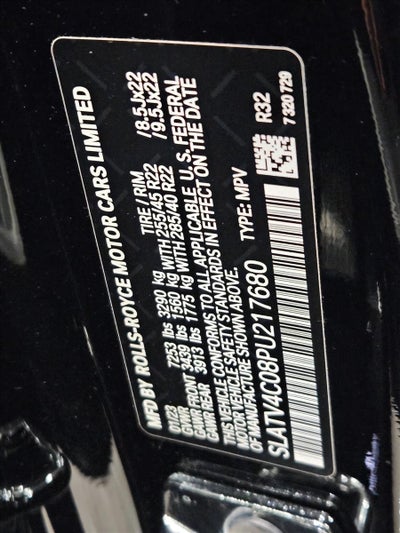 MFD BY ROLLS-ROYCE MOTOR CARS LIMITED
01/23 TIRE/RIM
GVWR 7253 lbs 3290 kg
GAWR FRONT 3439 lbs 1560 kg WITH 255/45 R22 /8.5Jx22
GAWR REAR 3913 lbs 1775 kg WITH 285/40 R22 /9.5Jx22
THIS VEHICLE CONFORMS TO ALL APPLICABLE U.S. FEDERAL
MOTOR VEHICLE SAFETY STANDARDS IN EFFECT ON THE DATE
OF MANUFACTURE SHOWN ABOVE.
SLATV4C08PU217680 TYPE: MPV R32
7 320 729